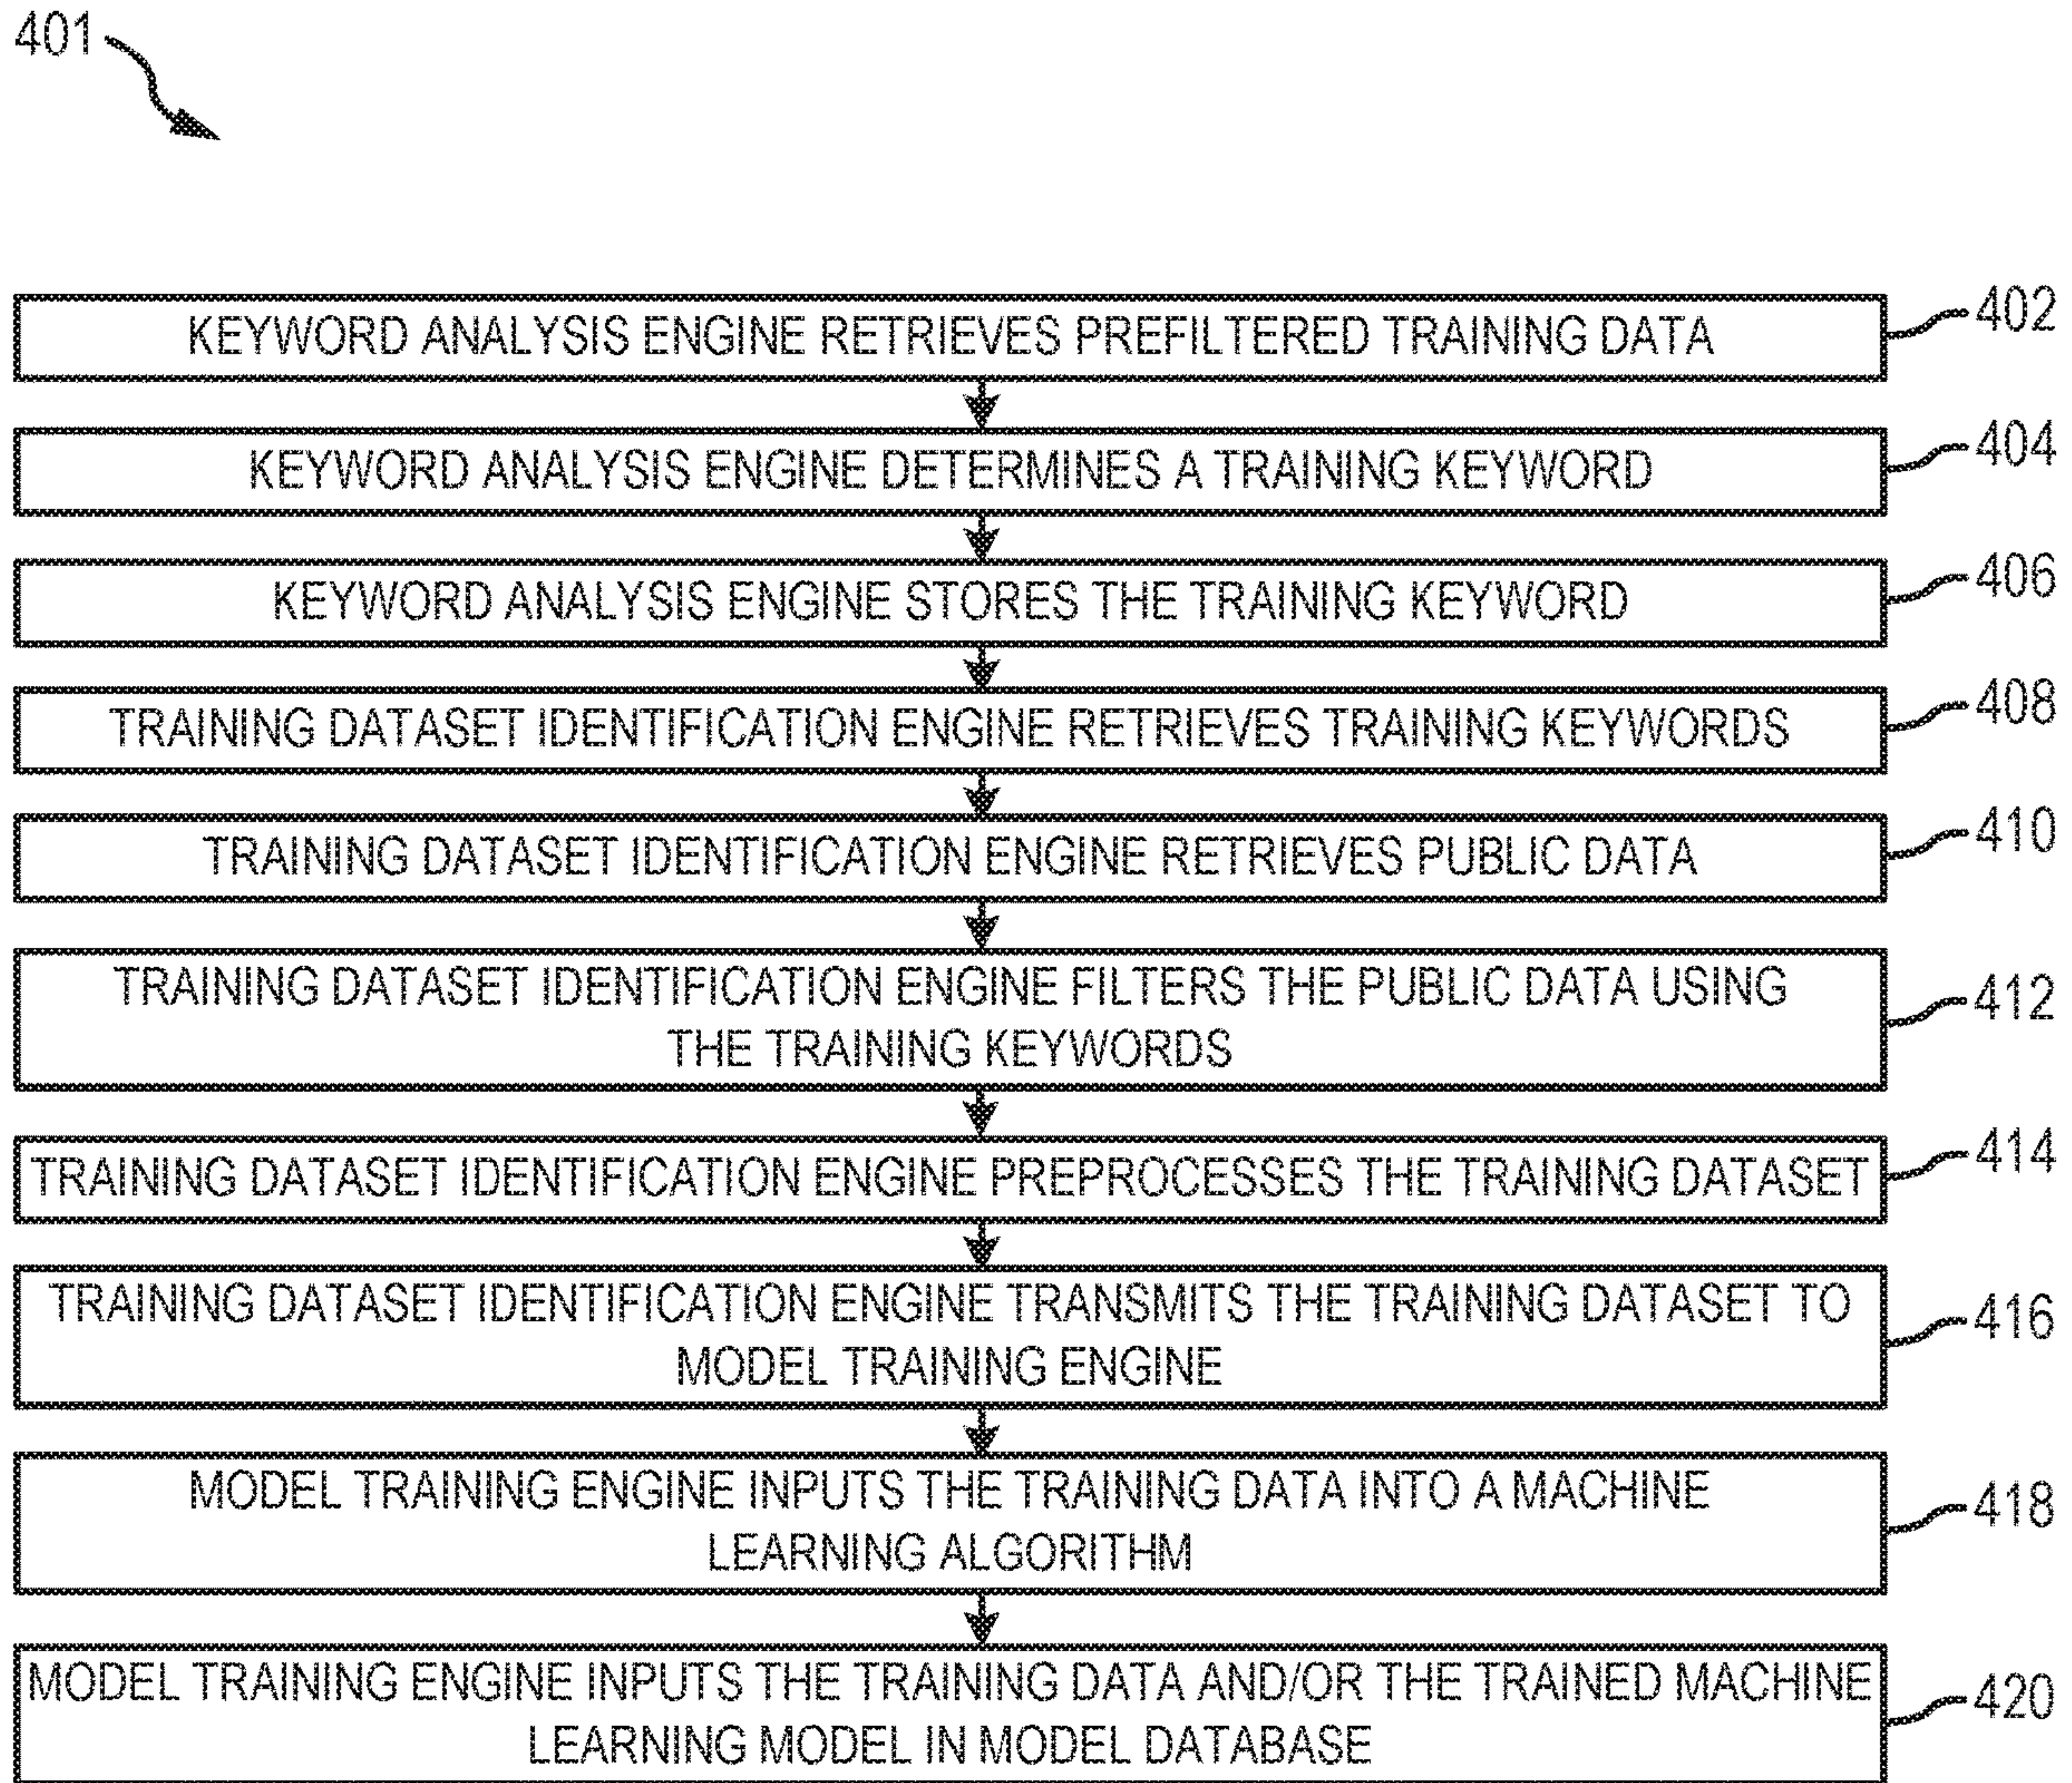 401
KEYWORD ANALYSIS ENGINE RETRIEVES PREFILTERED TRAINING DATA
402
KEYWORD ANALYSIS ENGINE DETERMINES A TRAINING KEYWORD
404
KEYWORD ANALYSIS ENGINE STORES THE TRAINING KEYWORD
406
TRAINING DATASET IDENTIFICATION ENGINE RETRIEVES TRAINING KEYWORDS
408
TRAINING DATASET IDENTIFICATION ENGINE RETRIEVES PUBLIC DATA
410
TRAINING DATASET IDENTIFICATION ENGINE FILTERS THE PUBLIC DATA USING
THE TRAINING KEYWORDS
412
TRAINING DATASET IDENTIFICATION ENGINE PREPROCESSES THE TRAINING DATASET
414
TRAINING DATASET IDENTIFICATION ENGINE TRANSMITS THE TRAINING DATASET TO
MODEL TRAINING ENGINE
416
MODEL TRAINING ENGINE INPUTS THE TRAINING DATA INTO A MACHINE
LEARNING ALGORITHM
418
MODEL TRAINING ENGINE INPUTS THE TRAINING DATA AND/OR THE TRAINED MACHINE
LEARNING MODEL IN MODEL DATABASE
420